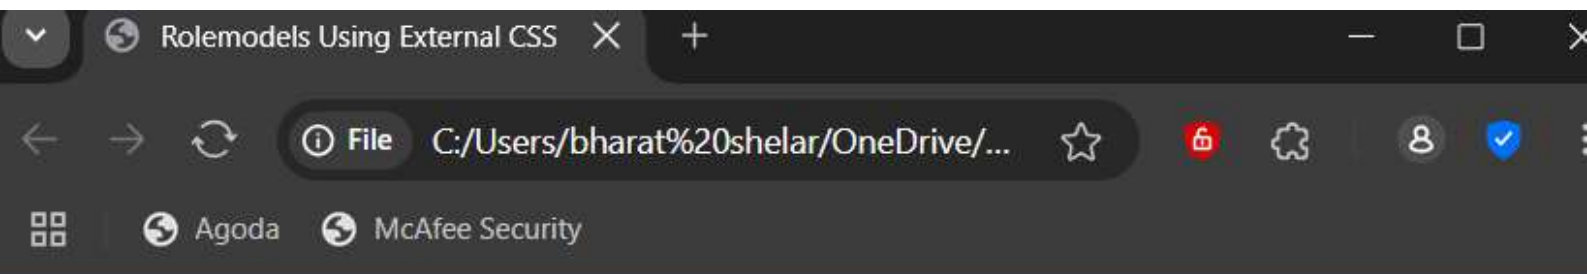 Rolemodels Using External CSS
File C:/Users/bharat%20shelar/OneDrive/...
Agoda McAfee Security